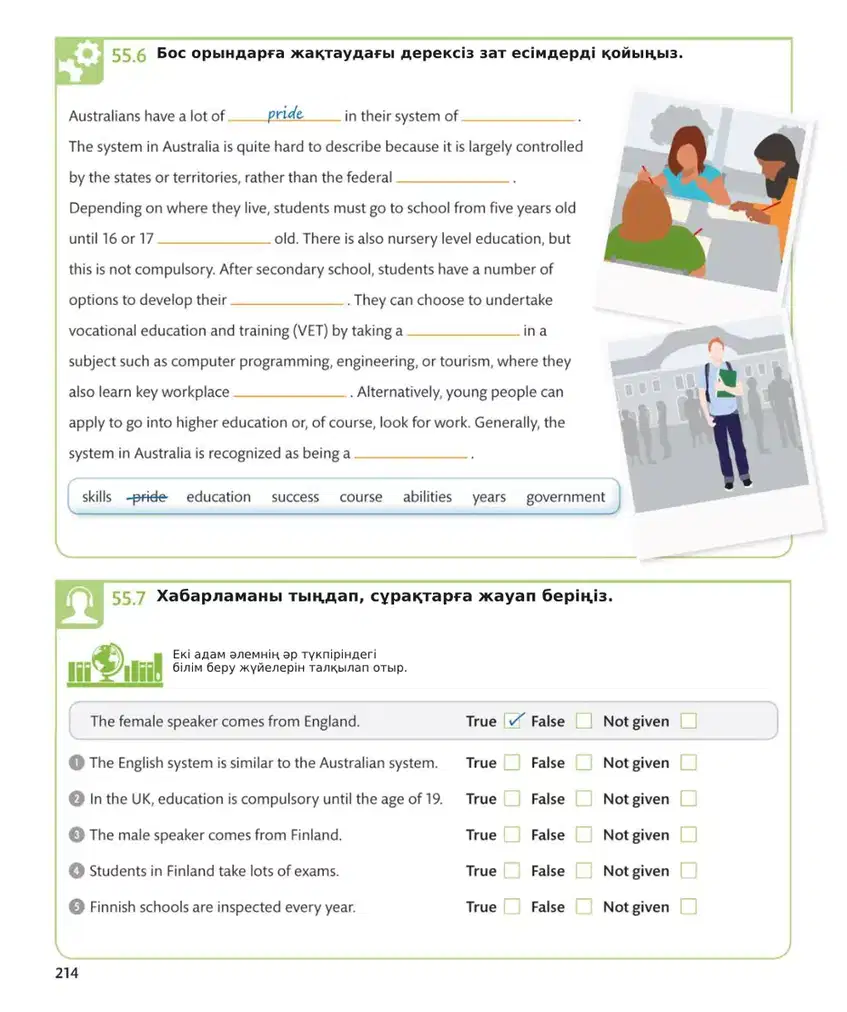 55.6 Бос орындарға жақтаудағы дерексіз зат есімдерді қойыңыз.
Australians have a lot of pride in their system of ____________ .
The system in Australia is quite hard to describe because it is largely controlled
by the states or territories, rather than the federal ____________ .
Depending on where they live, students must go to school from five years old
until 16 or 17 ____________ old. There is also nursery level education, but
this is not compulsory. After secondary school, students have a number of
options to develop their ____________ . They can choose to undertake
vocational education and training (VET) by taking a ____________ in a
subject such as computer programming, engineering, or tourism, where they
also learn key workplace ____________ . Alternatively, young people can
apply to go into higher education or, of course, look for work. Generally, the
system in Australia is recognized as being a ____________ .
skills pride education success course abilities years government
55.7 Хабарламаны тыңдап, сұрақтарға жауап беріңіз.
Екі адам әлемнің әр түкпіріндегі
білім беру жүйелерін талқылап отыр.
The female speaker comes from England. True ✓ False Not given
1 The English system is similar to the Australian system. True False Not given
2 In the UK, education is compulsory until the age of 19. True False Not given
3 The male speaker comes from Finland. True False Not given
4 Students in Finland take lots of exams. True False Not given
5 Finnish schools are inspected every year. True False Not given
214